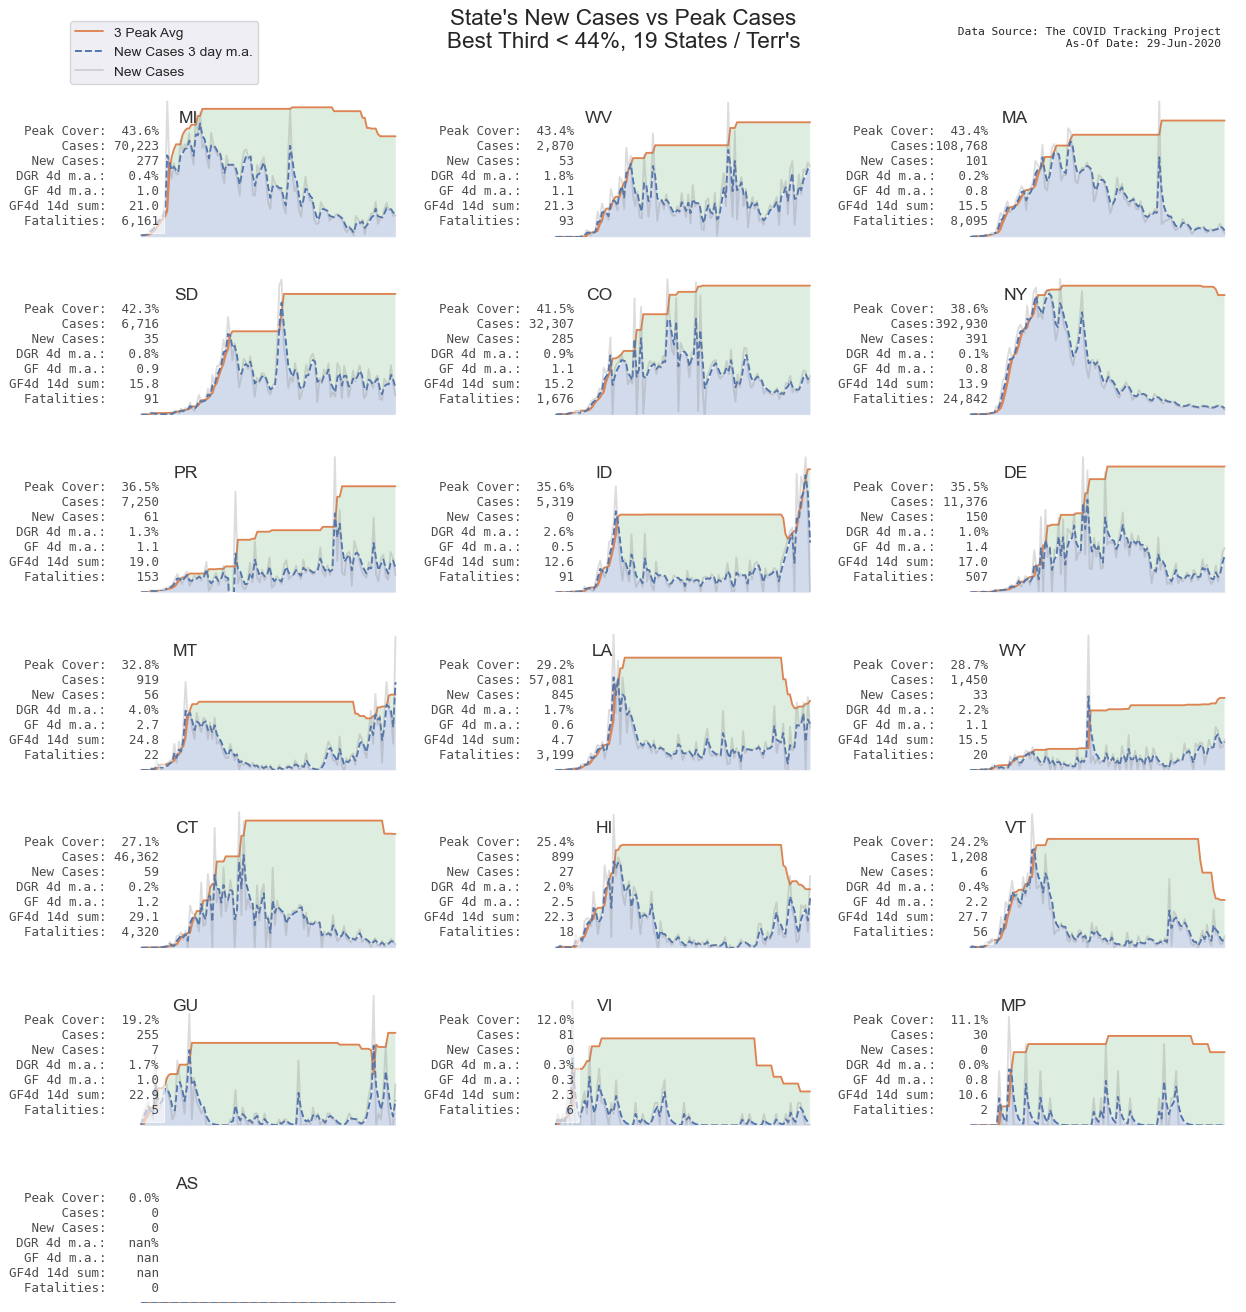 State's New Cases vs Peak Cases
Best Third < 44%, 19 States / Terr's
3 Peak Avg
New Cases 3 day m.a.
New Cases
Data Source: The COVID Tracking Project
As-Of Date: 29-Jun-2020
MI
Peak Cover: 43.6%
Cases: 70,223
New Cases: 277
DGR 4d m.a.: 0.4%
GF 4d m.a.: 1.0
GF4d 14d sum: 21.0
Fatalities: 6,161
WV
Peak Cover: 43.4%
Cases: 2,870
New Cases: 53
DGR 4d m.a.: 1.8%
GF 4d m.a.: 1.1
GF4d 14d sum: 21.3
Fatalities: 93
MA
Peak Cover: 43.4%
Cases:108,768
New Cases: 101
DGR 4d m.a.: 0.2%
GF 4d m.a.: 0.8
GF4d 14d sum: 15.5
Fatalities: 8,095
SD
Peak Cover: 42.3%
Cases: 6,716
New Cases: 35
DGR 4d m.a.: 0.8%
GF 4d m.a.: 0.9
GF4d 14d sum: 15.8
Fatalities: 91
CO
Peak Cover: 41.5%
Cases: 32,307
New Cases: 285
DGR 4d m.a.: 0.9%
GF 4d m.a.: 1.1
GF4d 14d sum: 15.2
Fatalities: 1,676
NY
Peak Cover: 38.6%
Cases:392,930
New Cases: 391
DGR 4d m.a.: 0.1%
GF 4d m.a.: 0.8
GF4d 14d sum: 13.9
Fatalities: 24,842
PR
Peak Cover: 36.5%
Cases: 7,250
New Cases: 61
DGR 4d m.a.: 1.3%
GF 4d m.a.: 1.1
GF4d 14d sum: 19.0
Fatalities: 153
ID
Peak Cover: 35.6%
Cases: 5,319
New Cases: 0
DGR 4d m.a.: 2.6%
GF 4d m.a.: 0.5
GF4d 14d sum: 12.6
Fatalities: 91
DE
Peak Cover: 35.5%
Cases: 11,376
New Cases: 150
DGR 4d m.a.: 1.0%
GF 4d m.a.: 1.4
GF4d 14d sum: 17.0
Fatalities: 507
MT
Peak Cover: 32.8%
Cases: 919
New Cases: 56
DGR 4d m.a.: 4.0%
GF 4d m.a.: 2.7
GF4d 14d sum: 24.8
Fatalities: 22
LA
Peak Cover: 29.2%
Cases: 57,081
New Cases: 845
DGR 4d m.a.: 1.7%
GF 4d m.a.: 0.6
GF4d 14d sum: 4.7
Fatalities: 3,199
WY
Peak Cover: 28.7%
Cases: 1,450
New Cases: 33
DGR 4d m.a.: 2.2%
GF 4d m.a.: 1.1
GF4d 14d sum: 15.5
Fatalities: 20
CT
Peak Cover: 27.1%
Cases: 46,362
New Cases: 59
DGR 4d m.a.: 0.2%
GF 4d m.a.: 1.2
GF4d 14d sum: 29.1
Fatalities: 4,320
HI
Peak Cover: 25.4%
Cases: 899
New Cases: 27
DGR 4d m.a.: 2.0%
GF 4d m.a.: 2.5
GF4d 14d sum: 22.3
Fatalities: 18
VT
Peak Cover: 24.2%
Cases: 1,208
New Cases: 6
DGR 4d m.a.: 0.4%
GF 4d m.a.: 2.2
GF4d 14d sum: 27.7
Fatalities: 56
GU
Peak Cover: 19.2%
Cases: 255
New Cases: 7
DGR 4d m.a.: 1.7%
GF 4d m.a.: 1.0
GF4d 14d sum: 22.9
Fatalities: 5
VI
Peak Cover: 12.0%
Cases: 81
New Cases: 0
DGR 4d m.a.: 0.3%
GF 4d m.a.: 0.3
GF4d 14d sum: 2.3
Fatalities: 6
MP
Peak Cover: 11.1%
Cases: 30
New Cases: 0
DGR 4d m.a.: 0.0%
GF 4d m.a.: 0.8
GF4d 14d sum: 10.6
Fatalities: 2
AS
Peak Cover: 0.0%
Cases: 0
New Cases: 0
DGR 4d m.a.: nan%
GF 4d m.a.: nan
GF4d 14d sum: nan
Fatalities: 0